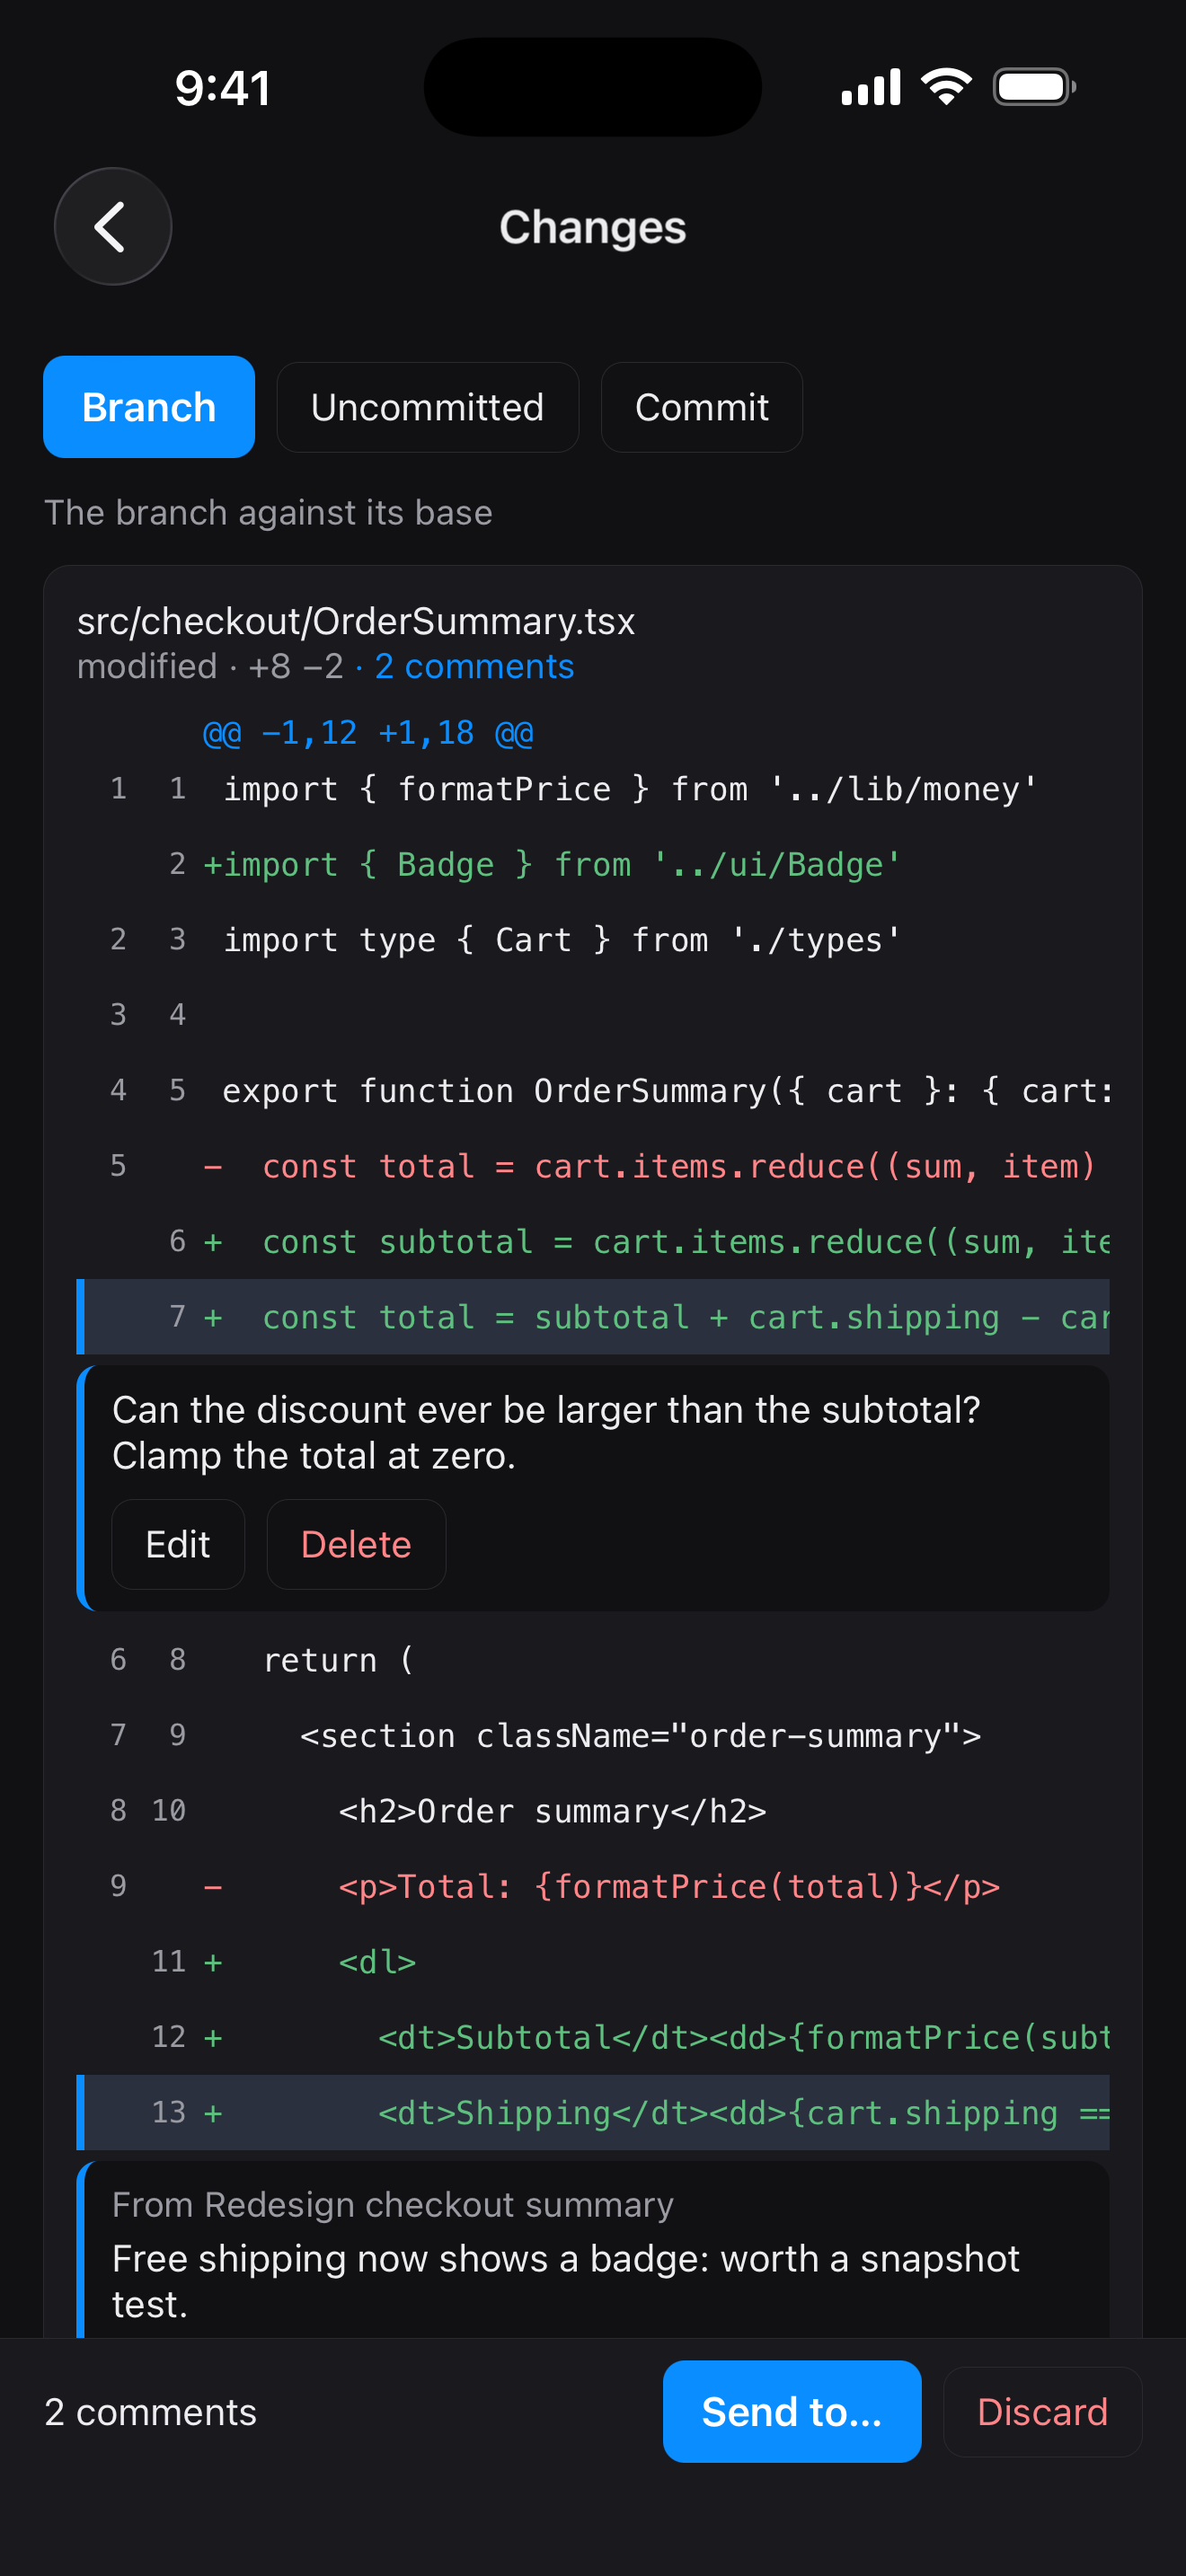 9:41
Changes
Branch Uncommitted Commit
The branch against its base
src/checkout/OrderSummary.tsx
modified · +8 −2 · 2 comments
@@ −1,12 +1,18 @@
1 1 import { formatPrice } from '../lib/money'
2 +import { Badge } from '../ui/Badge'
2 3 import type { Cart } from './types'
3 4
4 5 export function OrderSummary({ cart }: { cart:
5 −  const total = cart.items.reduce((sum, item)
6 +  const subtotal = cart.items.reduce((sum, ite
7 +  const total = subtotal + cart.shipping − car
Can the discount ever be larger than the subtotal?
Clamp the total at zero.
Edit Delete
6 8   return (
7 9     <section className="order−summary">
8 10       <h2>Order summary</h2>
9 −      <p>Total: {formatPrice(total)}</p>
11 +      <dl>
12 +        <dt>Subtotal</dt><dd>{formatPrice(subt
13 +        <dt>Shipping</dt><dd>{cart.shipping ==
From Redesign checkout summary
Free shipping now shows a badge: worth a snapshot
test.
2 comments Send to... Discard